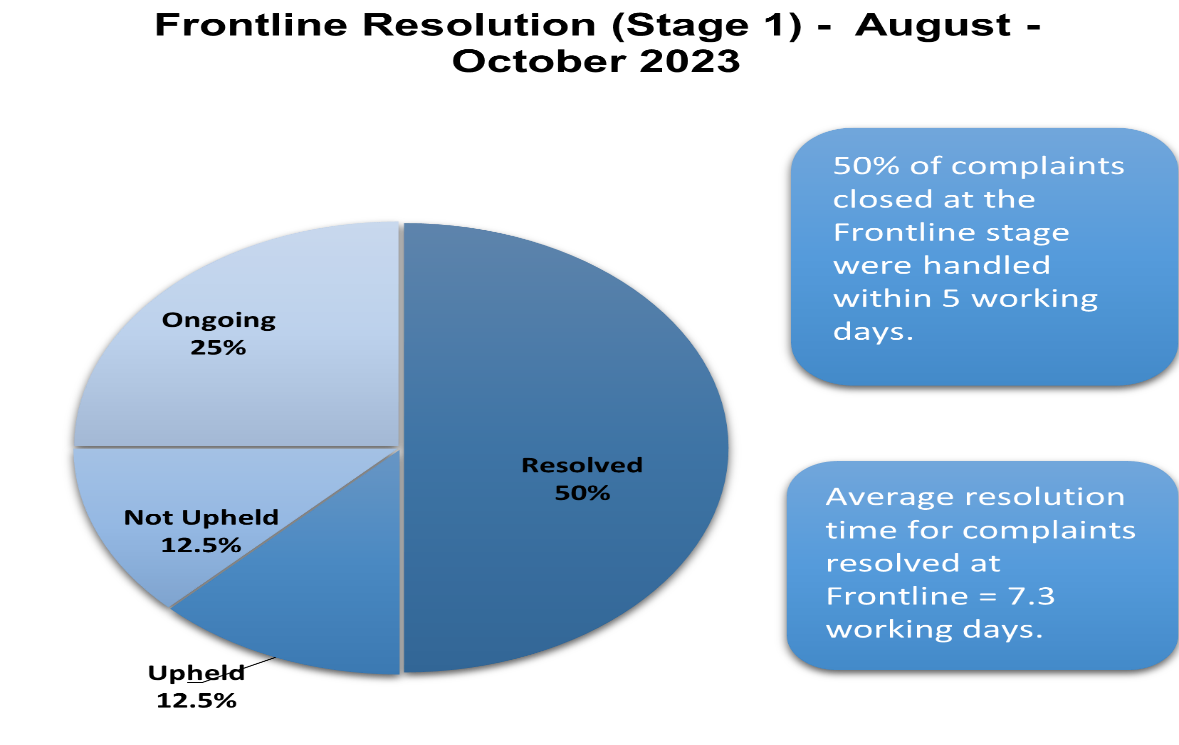 Frontline Resolution (Stage 1) -  August -
October 2023
50% of complaints
closed at the
Frontline stage
were handled
within 5 working
days.
Ongoing
25%
Resolved
50%
Not Upheld
12.5%
Upheld
12.5%
Average resolution
time for complaints
resolved at
Frontline = 7.3
working days.